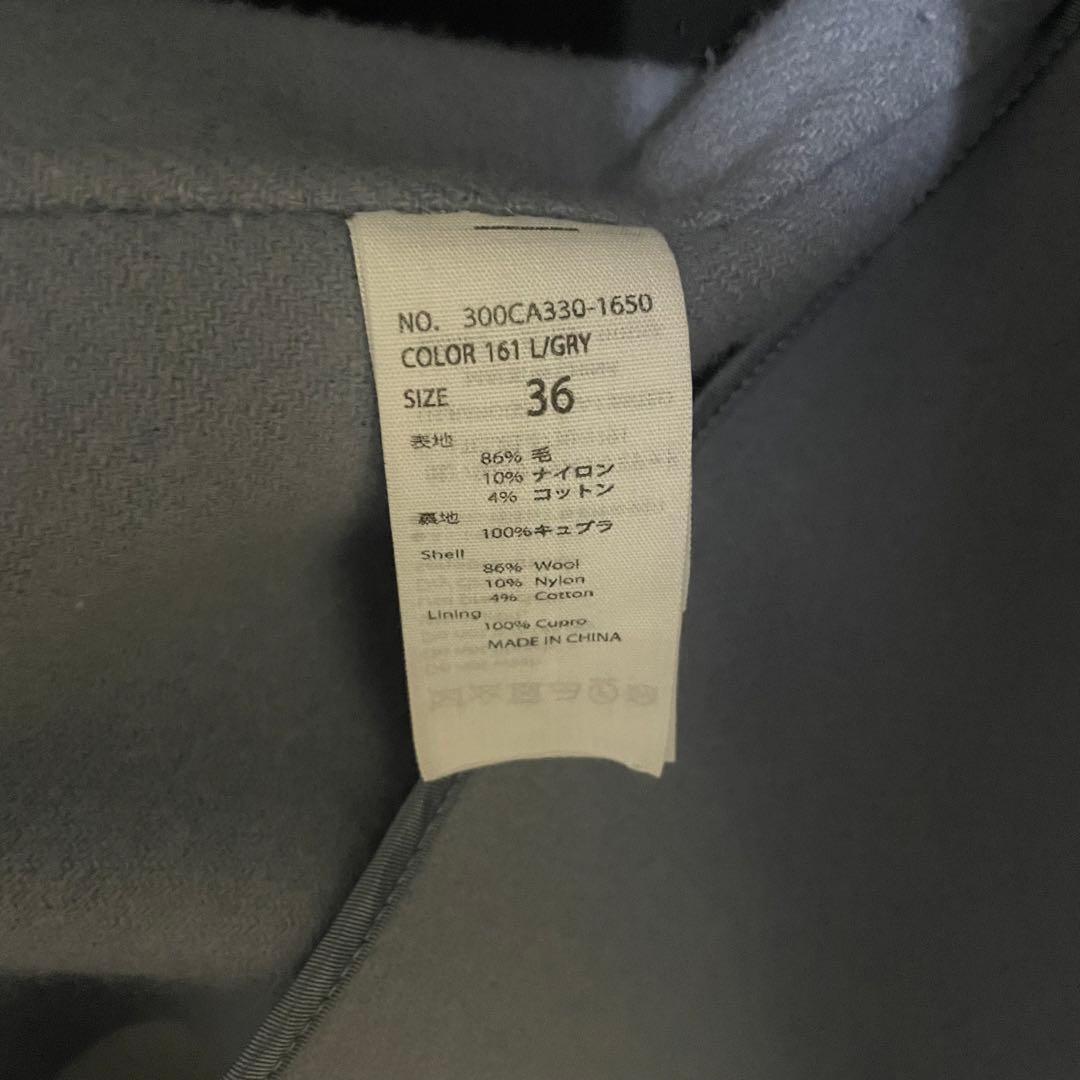 NO. 300CA330-1650
COLOR 161 L/GRY
SIZE 36
表地
86% 毛
10% ナイロン
4% コットン
裏地
100%キュプラ
Shell
86% Wool
10% Nylon
4% Cotton
Lining
100% Cupro
MADE IN CHINA